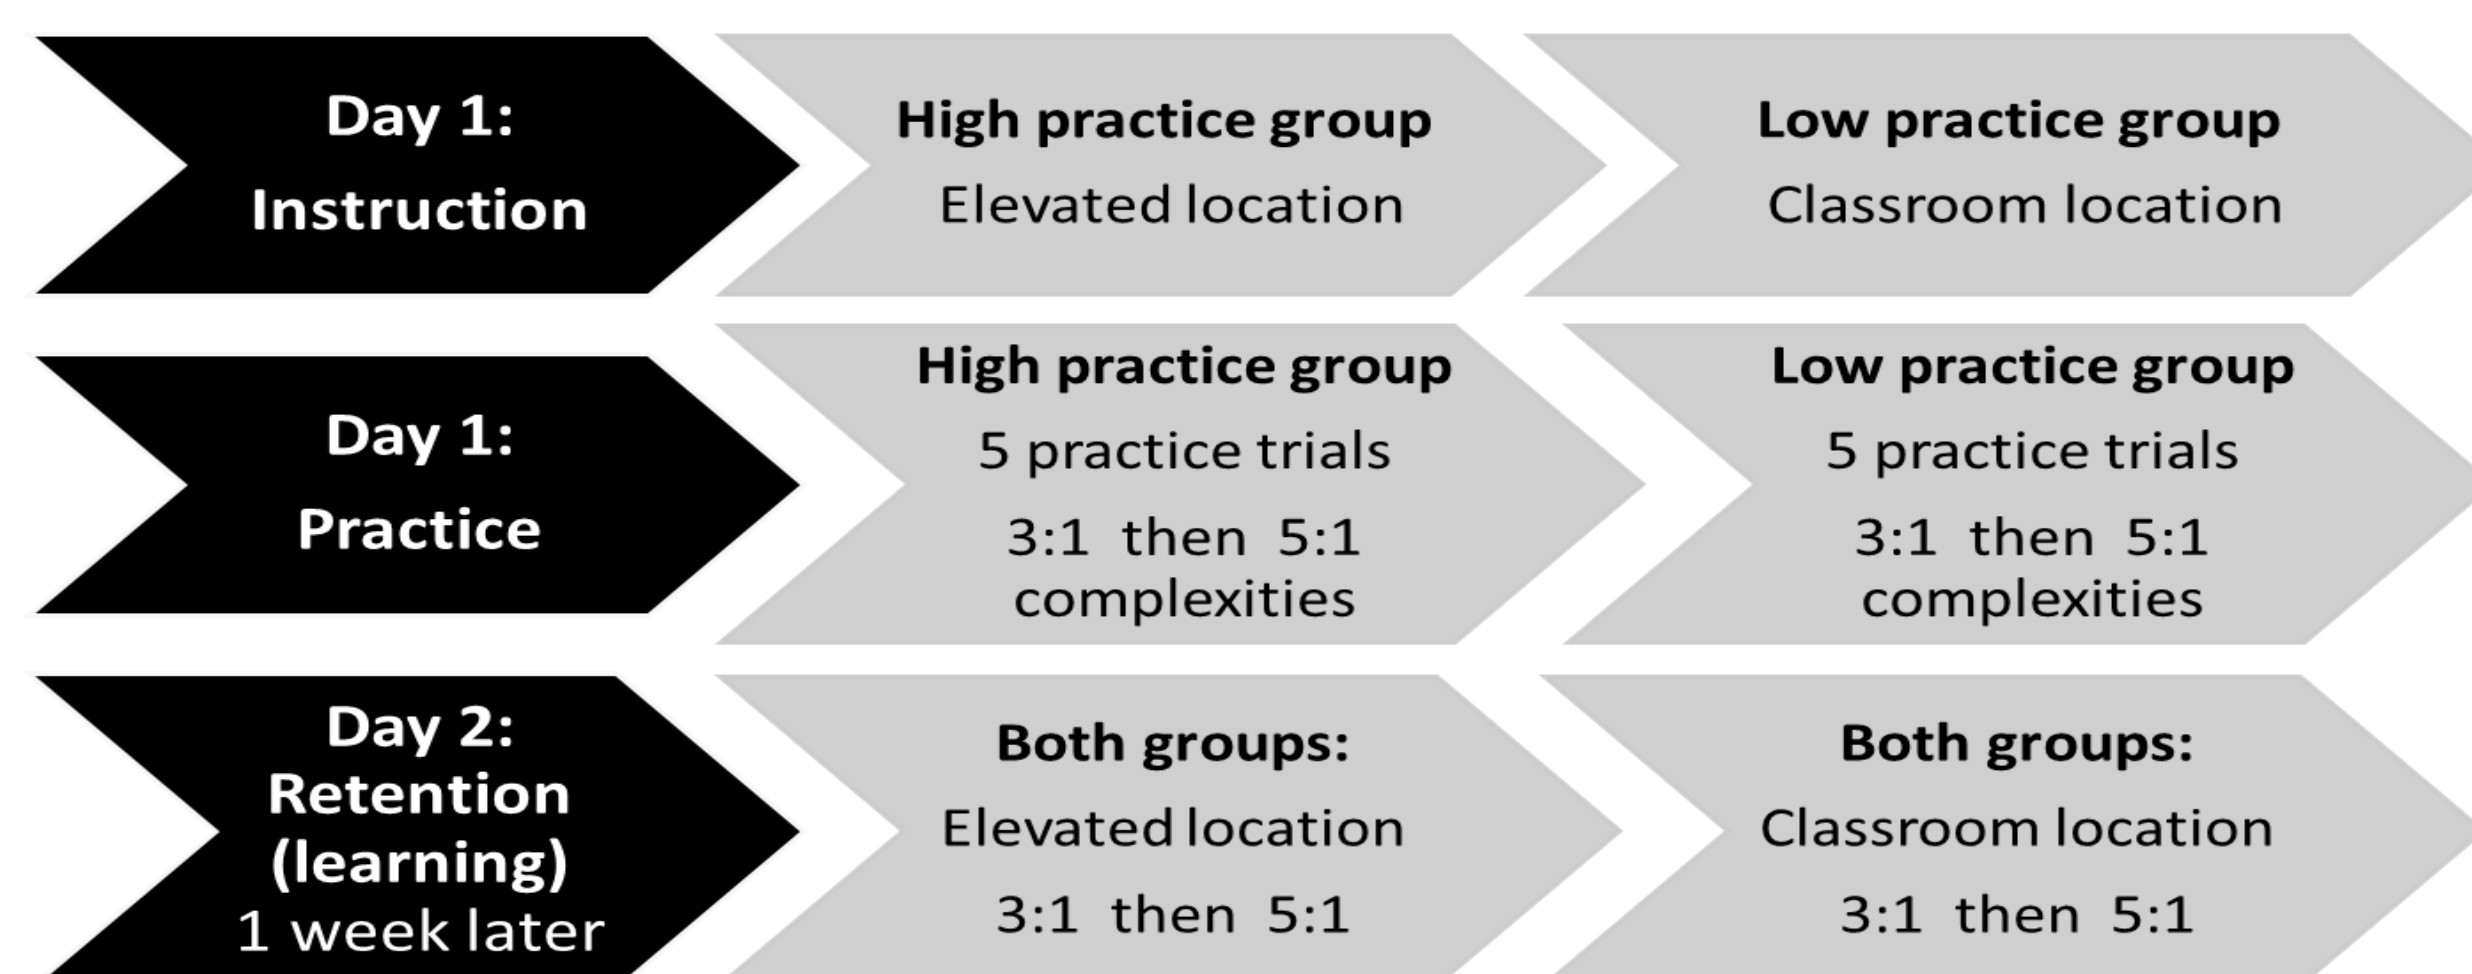 Day 1:
Instruction
High practice group
Elevated location
Low practice group
Classroom location
Day 1:
Practice
High practice group
5 practice trials
3:1 then 5:1
complexities
Low practice group
5 practice trials
3:1 then 5:1
complexities
Day 2:
Retention
(learning)
1 week later
Both groups:
Elevated location
3:1 then 5:1
Both groups:
Classroom location
3:1 then 5:1